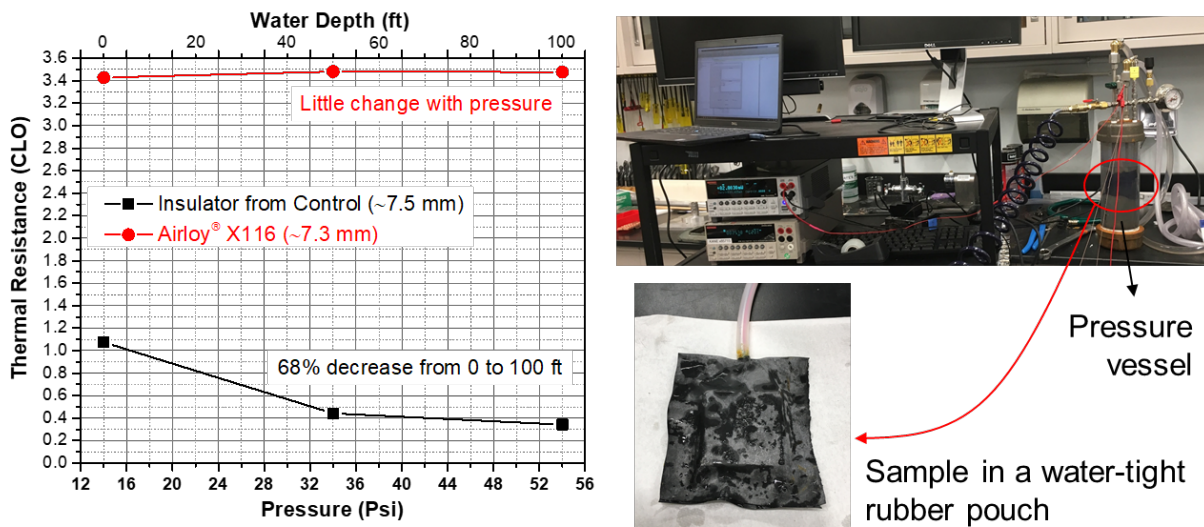 Water Depth (ft)
0 20 40 60 80 100
3.6
3.4
3.2
3.0
2.8
2.6
2.4
2.2
2.0
1.8
1.6
1.4
1.2
1.0
0.8
0.6
0.4
0.2
0.0
Thermal Resistance (CLO)
Little change with pressure
Insulator from Control (~7.5 mm)
Airloy® X116 (~7.3 mm)
68% decrease from 0 to 100 ft
12 16 20 24 28 32 36 40 44 48 52 56
Pressure (Psi)
DELL
Pressure
vessel
Sample in a water-tight
rubber pouch